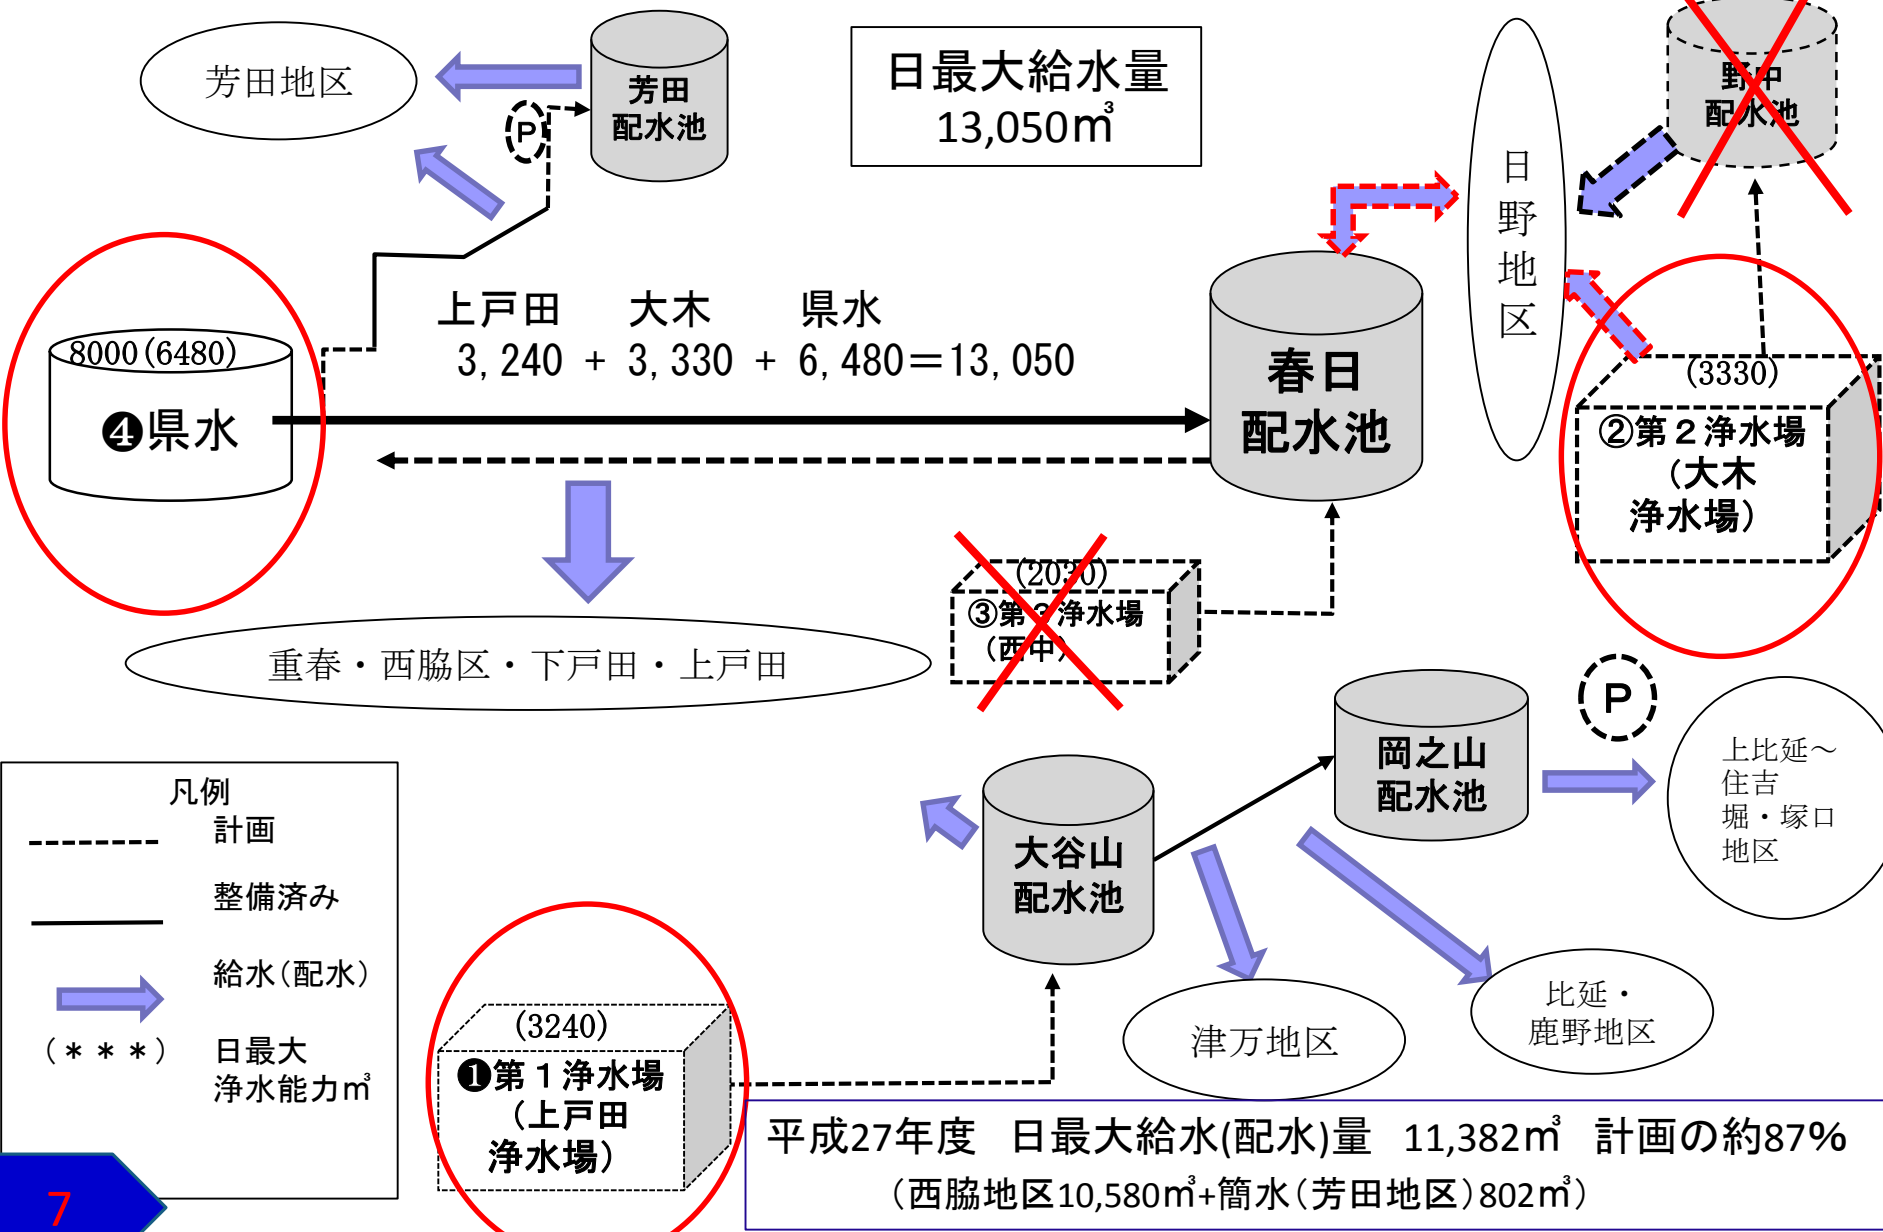 芳田地区
芳田
配水池
P
日最大給水量
13,050㎥
野中
配水池
日野地区
上戸田　大木　県水
3,240 + 3,330 + 6,480＝13,050
8000(6480)
❹県水
春日
配水池
(3330)
②第２浄水場
（大木
浄水場）
(2030)
③第３浄水場
（西中）
重春・西脇区・下戸田・上戸田
P
岡之山
配水池
上比延～
住吉
堀・塚口
地区
大谷山
配水池
凡例
計画
整備済み
給水（配水）
（＊＊＊）　日最大
浄水能力㎥
(3240)
❶第１浄水場
（上戸田
浄水場）
津万地区
比延・
鹿野地区
平成27年度　日最大給水(配水)量　11,382㎥　計画の約87%
（西脇地区10,580㎥+簡水（芳田地区）802㎥）
7